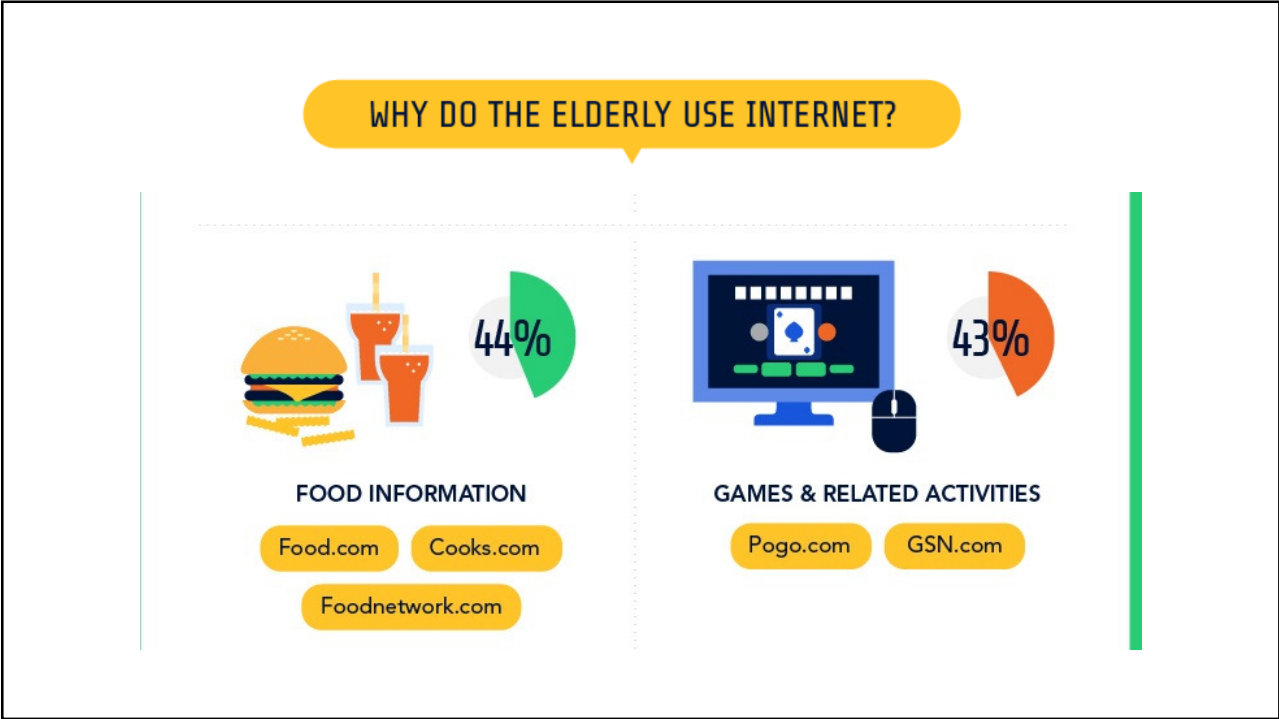 WHY DO THE ELDERLY USE INTERNET?
44%
43%
FOOD INFORMATION
Food.com
Cooks.com
Foodnetwork.com
GAMES & RELATED ACTIVITIES
Pogo.com
GSN.com